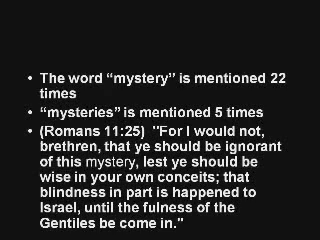 • The word “mystery” is mentioned 22
times
• “mysteries” is mentioned 5 times
• (Romans 11:25)  "For I would not,
brethren, that ye should be ignorant
of this mystery, lest ye should be
wise in your own conceits; that
blindness in part is happened to
Israel, until the fulness of the
Gentiles be come in."